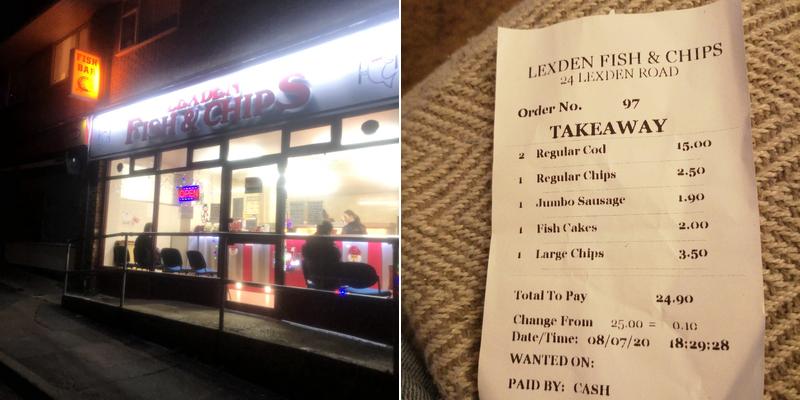 FISH
BAR
LEXDEN
FISH & CHIPS
OPEN
LEXDEN FISH & CHIPS
24 LEXDEN ROAD
Order No. 97
TAKEAWAY
2 Regular Cod 15.00
1 Regular Chips 2.50
1 Jumbo Sausage 1.90
1 Fish Cakes 2.00
1 Large Chips 3.50
Total To Pay 24.90
Change From 25.00 = 0.10
Date/Time: 08/07/20 18:29:28
WANTED ON:
PAID BY: CASH